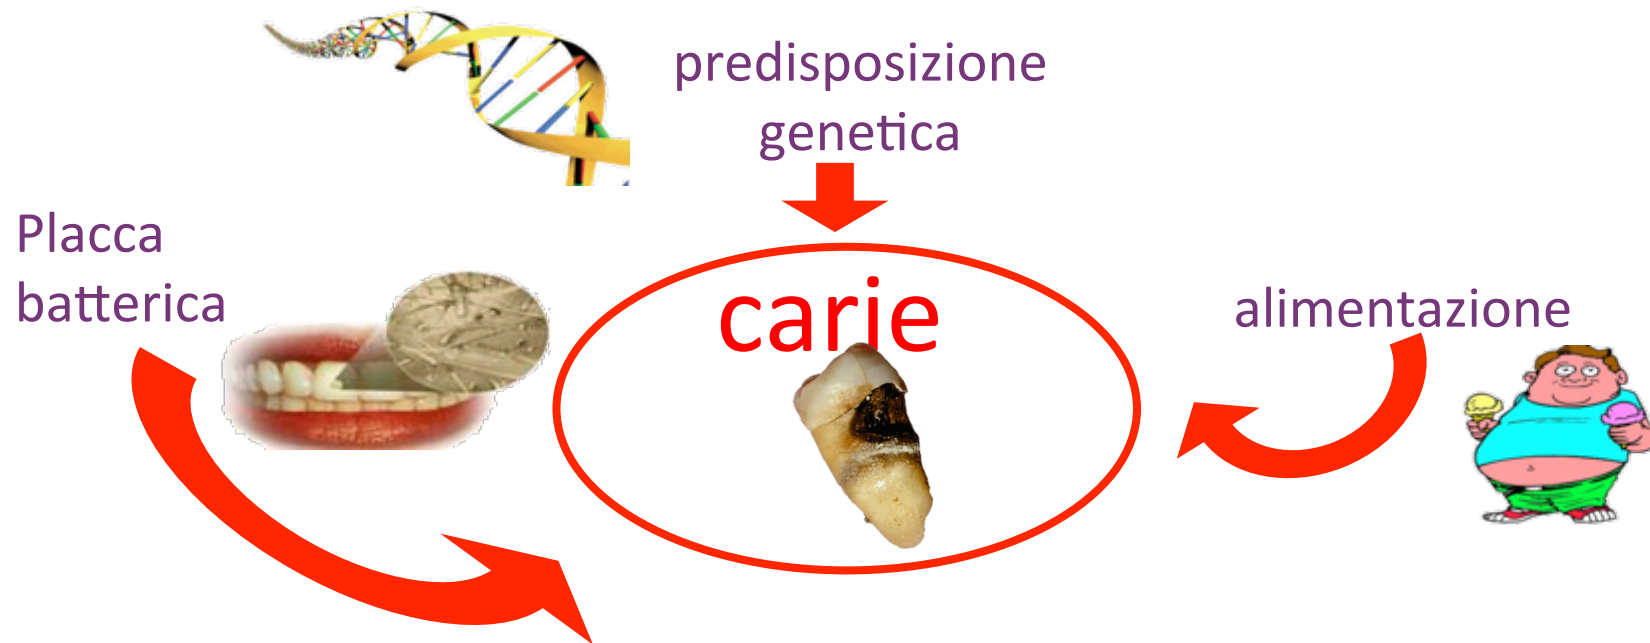 predisposizione
genetica
Placca
batterica
carie
alimentazione